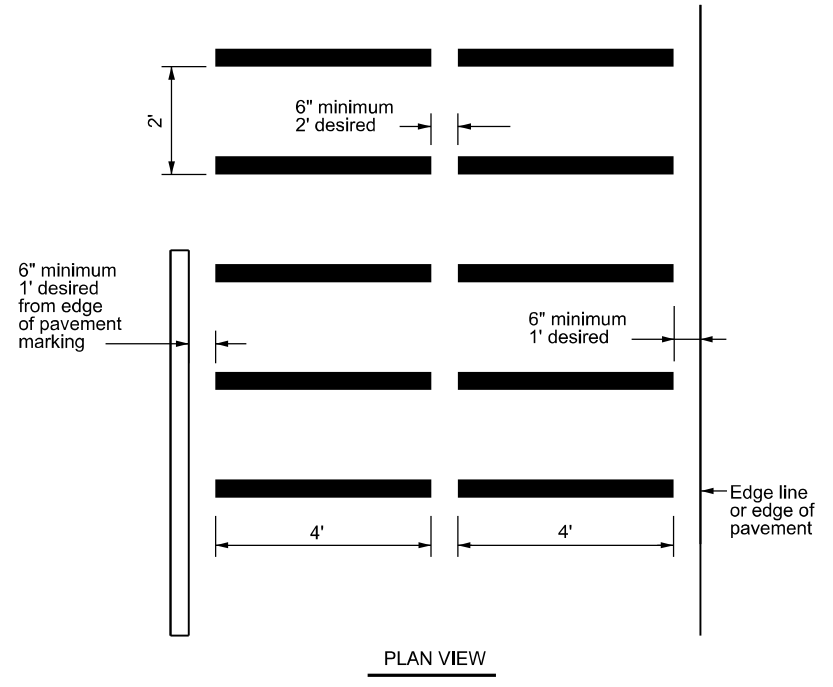 6" minimum
2' desired
2'
6" minimum
1' desired
from edge
of pavement
marking
6" minimum
1' desired
Edge line
or edge of
pavement
4'
4'
PLAN VIEW